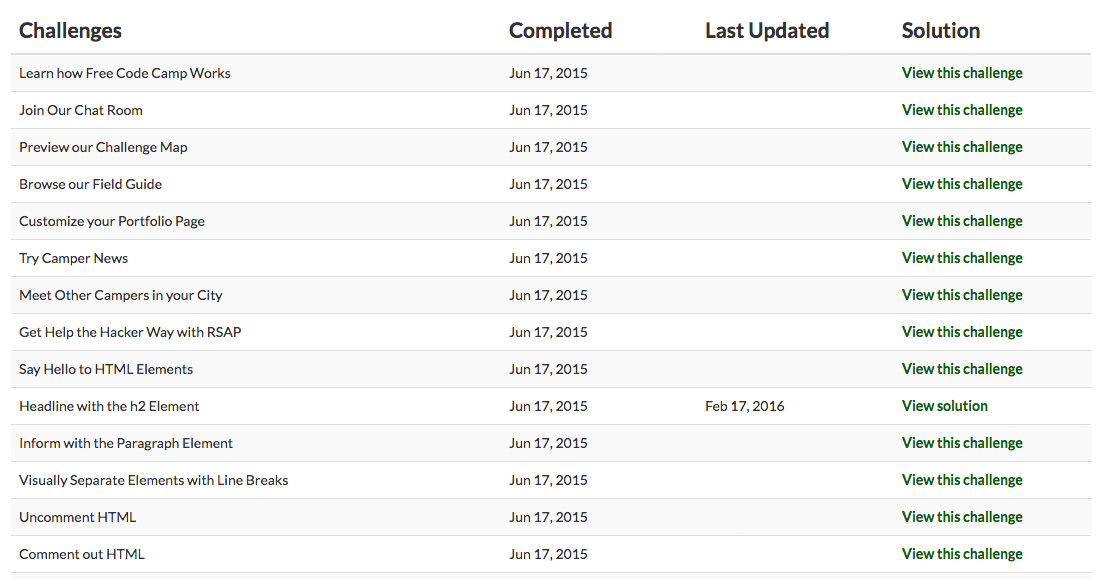 Challenges Completed Last Updated Solution
Learn how Free Code Camp Works Jun 17, 2015 View this challenge
Join Our Chat Room Jun 17, 2015 View this challenge
Preview our Challenge Map Jun 17, 2015 View this challenge
Browse our Field Guide Jun 17, 2015 View this challenge
Customize your Portfolio Page Jun 17, 2015 View this challenge
Try Camper News Jun 17, 2015 View this challenge
Meet Other Campers in your City Jun 17, 2015 View this challenge
Get Help the Hacker Way with RSAP Jun 17, 2015 View this challenge
Say Hello to HTML Elements Jun 17, 2015 View this challenge
Headline with the h2 Element Jun 17, 2015 Feb 17, 2016 View solution
Inform with the Paragraph Element Jun 17, 2015 View this challenge
Visually Separate Elements with Line Breaks Jun 17, 2015 View this challenge
Uncomment HTML Jun 17, 2015 View this challenge
Comment out HTML Jun 17, 2015 View this challenge